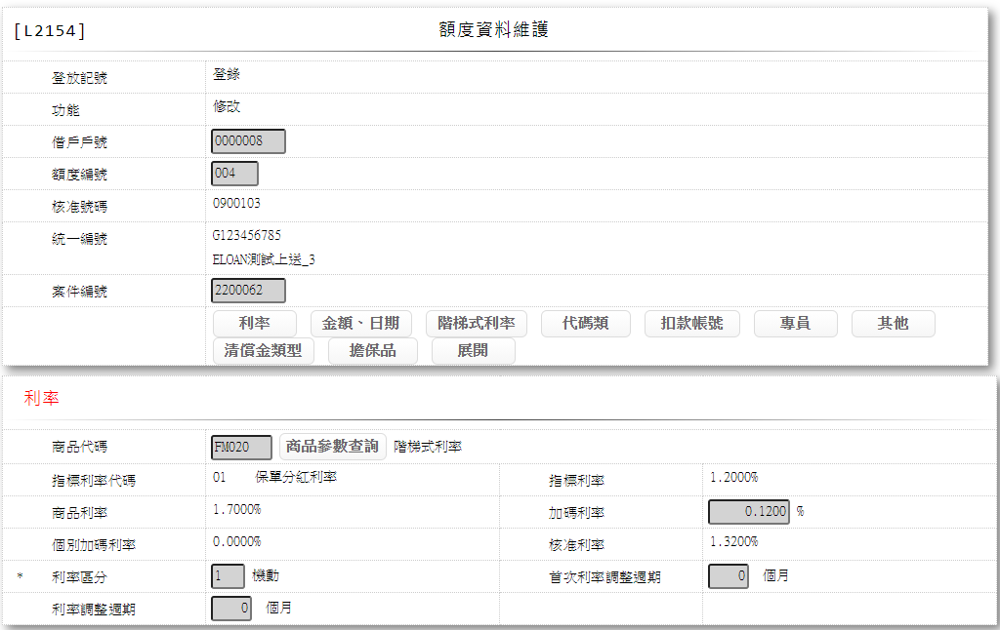 [L2154] 額度資料維護
登放記號 登錄
功能 修改
借戶戶號 0000008
額度編號 004
核准號碼 0900103
統一編號 G123456785
ELOAN測試上送_3
案件編號 2200062
利率 金額、日期 階梯式利率 代碼類 扣款帳號 專員 其他
清償金類型 擔保品 展開
利率
商品代碼 FM020 商品參數查詢 階梯式利率
指標利率代碼 01 保單分紅利率 指標利率 1.2000%
商品利率 1.7000% 加碼利率 0.1200 %
個別加碼利率 0.0000% 核准利率 1.3200%
* 利率區分 1 機動 首次利率調整週期 0 個月
利率調整週期 0 個月